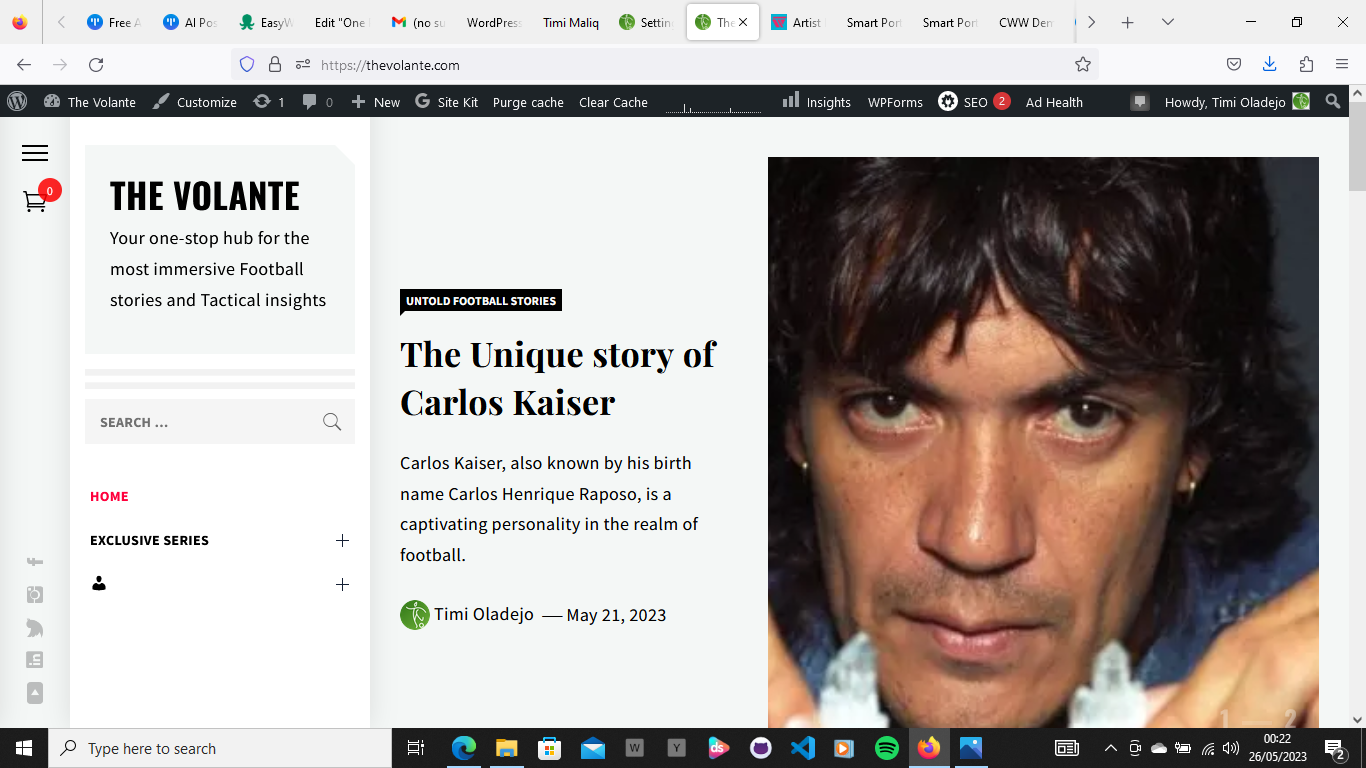 Free A
AI Pos
EasyW
Edit "One
(no su
WordPress
Timi Maliq
Settin
The
Artist
Smart Port
Smart Port
CWW Dem
https://thevolante.com
The Volante
Customize
1
0
New
Site Kit
Purge cache
Clear Cache
Insights
WPForms
SEO 2
Ad Health
Howdy, Timi Oladejo
0
THE VOLANTE
Your one-stop hub for the
most immersive Football
stories and Tactical insights
SEARCH ...
HOME
EXCLUSIVE SERIES
UNTOLD FOOTBALL STORIES
The Unique story of
Carlos Kaiser
Carlos Kaiser, also known by his birth
name Carlos Henrique Raposo, is a
captivating personality in the realm of
football.
Timi Oladejo — May 21, 2023
1 — 2
Type here to search
W
Y
ds
00:22
26/05/2023
2